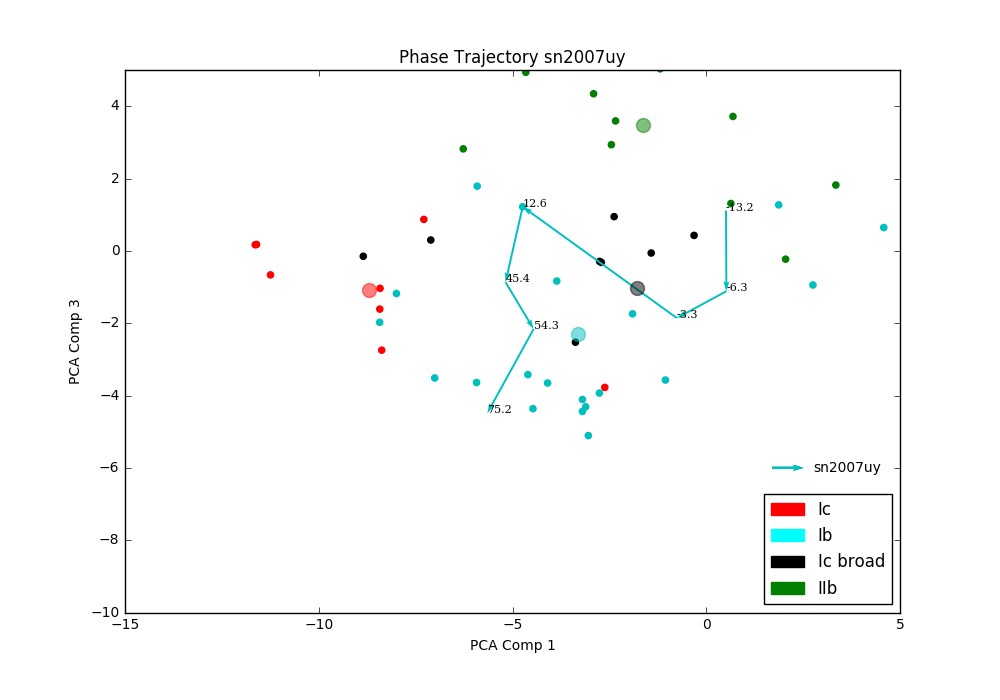 Phase Trajectory sn2007uy
4
2
0
−2
−4
−6
−8
−10
PCA Comp 3
12.6
-13.2
45.4
-6.3
-3.3
54.3
75.2
sn2007uy
Ic
Ib
Ic broad
IIb
−15
−10
−5
0
5
PCA Comp 1